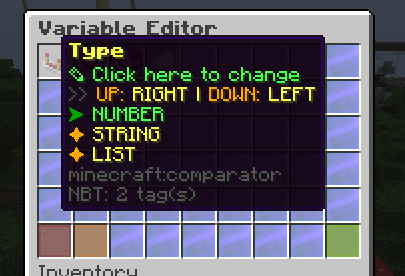 Variable Editor
Type
✎ Click here to change
>> UP: RIGHT | DOWN: LEFT
➤ NUMBER
✦ STRING
✦ LIST
minecraft:comparator
NBT: 2 tag(s)
Inventory